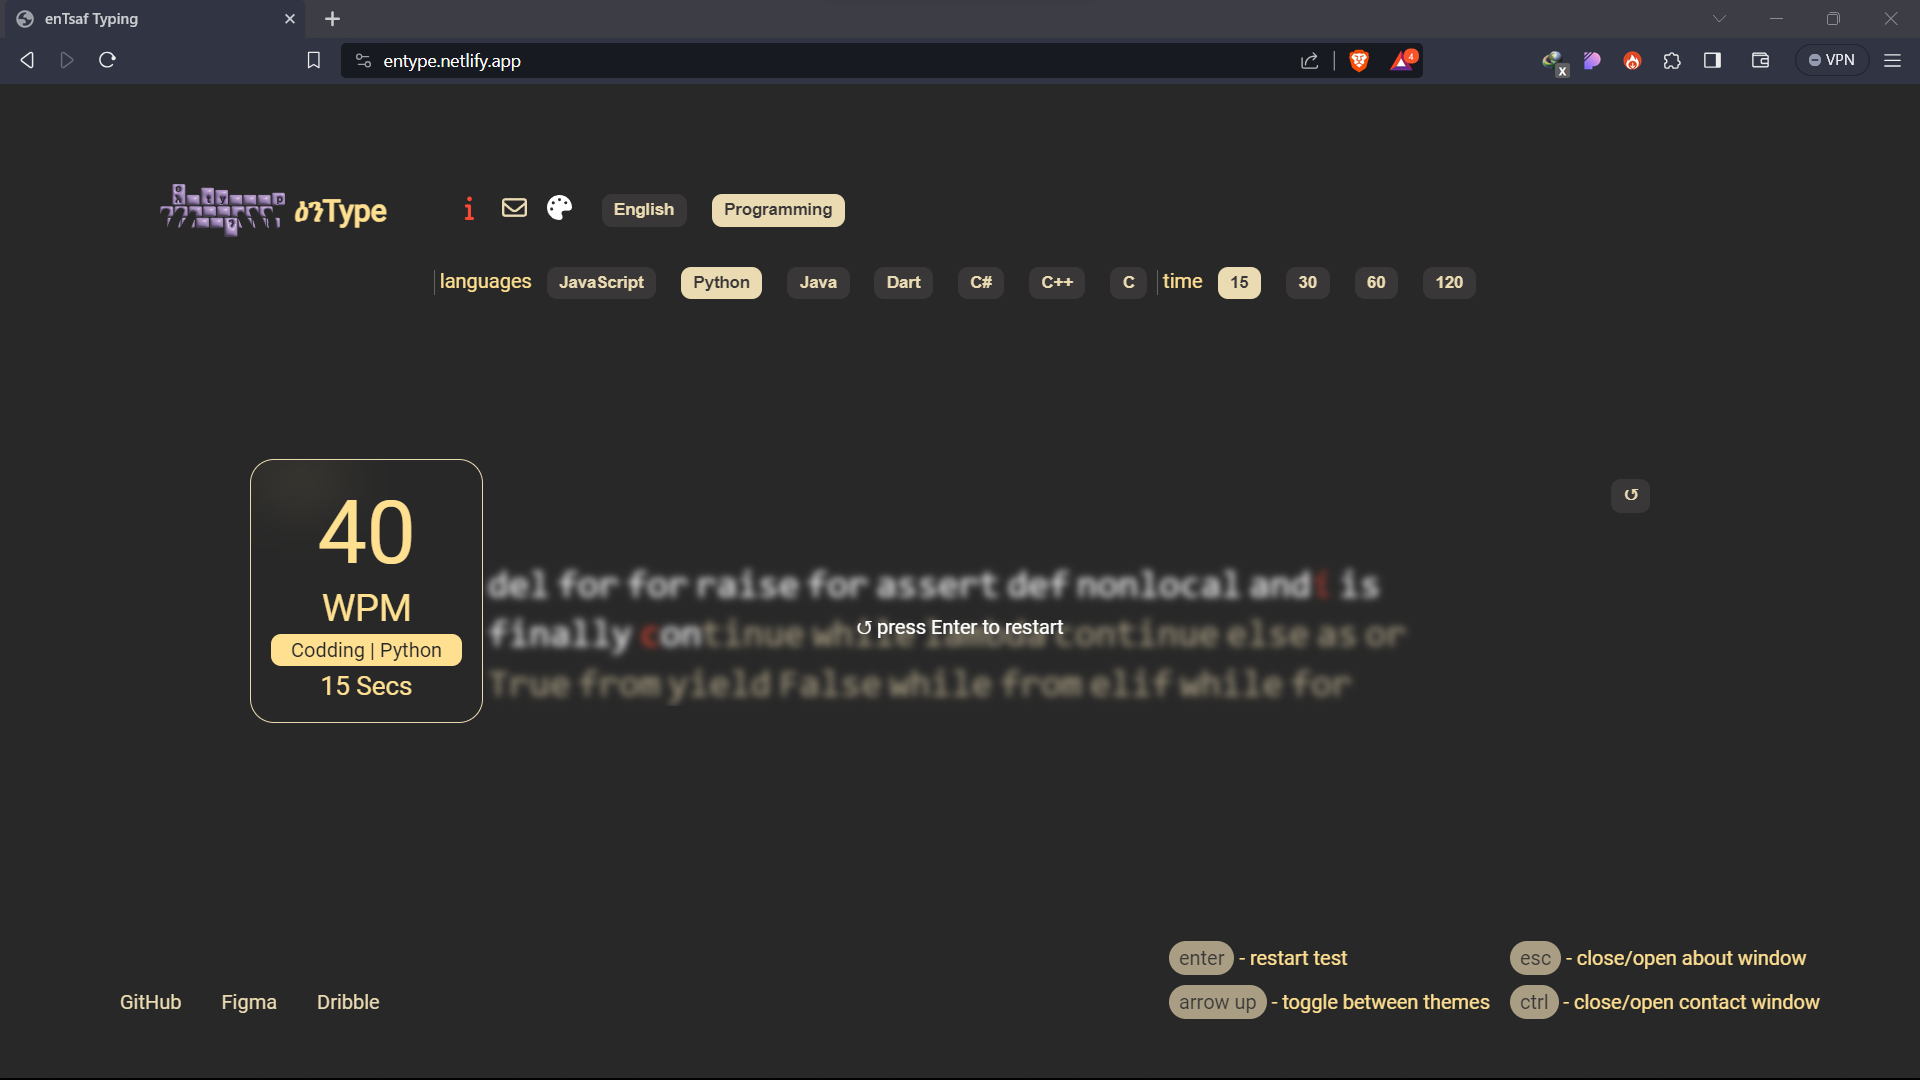 enTsaf Typing
entype.netlify.app
4
x
VPN
e
t y p
?
 እንType
i
English
Programming
languages
JavaScript
Python
Java
Dart
C#
C++
C
time
15
30
60
120
40
WPM
Codding | Python
15 Secs
del for for raise for assert def nonlocal andi is
finally continue while lambda continue else as or
True from yield False while from elif while for
↺ press Enter to restart
↺
enter - restart test
esc - close/open about window
arrow up - toggle between themes
ctrl - close/open contact window
GitHub
Figma
Dribble